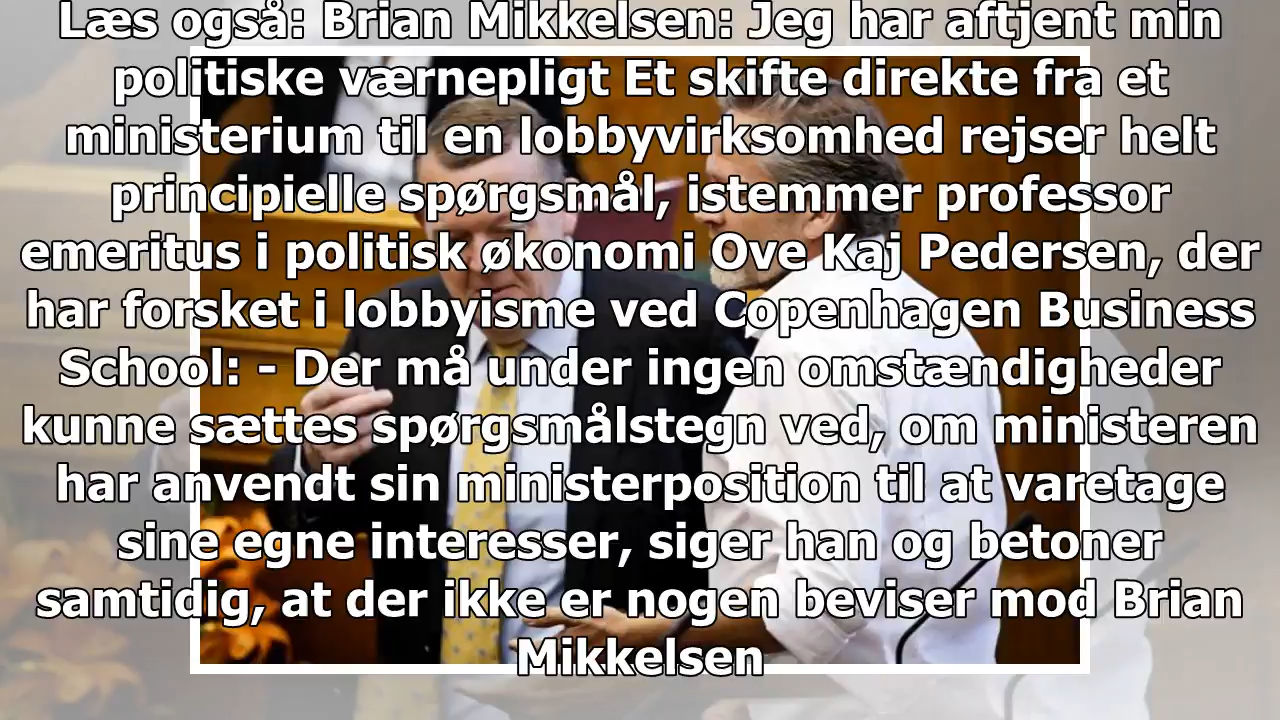 Læs også: Brian Mikkelsen: Jeg har aftjent min
politiske værnepligt Et skifte direkte fra et
ministerium til en lobbyvirksomhed rejser helt
principielle spørgsmål, istemmer professor
emeritus i politisk økonomi Ove Kaj Pedersen, der
har forsket i lobbyisme ved Copenhagen Business
School: - Der må under ingen omstændigheder
kunne sættes spørgsmålstegn ved, om ministeren
har anvendt sin ministerposition til at varetage
sine egne interesser, siger han og betoner
samtidig, at der ikke er nogen beviser mod Brian
Mikkelsen